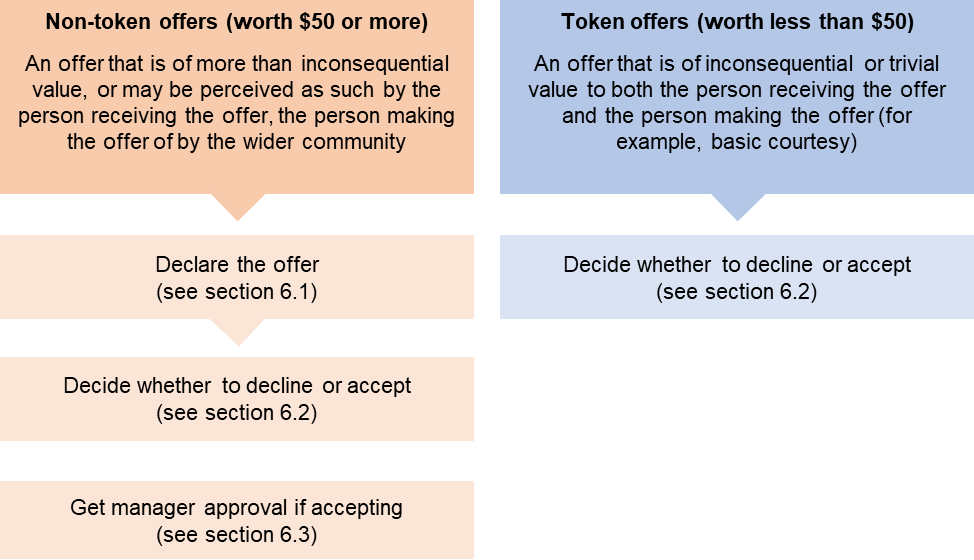 Non-token offers (worth $50 or more)
An offer that is of more than inconsequential
value, or may be perceived as such by the
person receiving the offer, the person making
the offer of by the wider community
Declare the offer
(see section 6.1)
Decide whether to decline or accept
(see section 6.2)
Get manager approval if accepting
(see section 6.3)
Token offers (worth less than $50)
An offer that is of inconsequential or trivial
value to both the person receiving the offer
and the person making the offer (for
example, basic courtesy)
Decide whether to decline or accept
(see section 6.2)